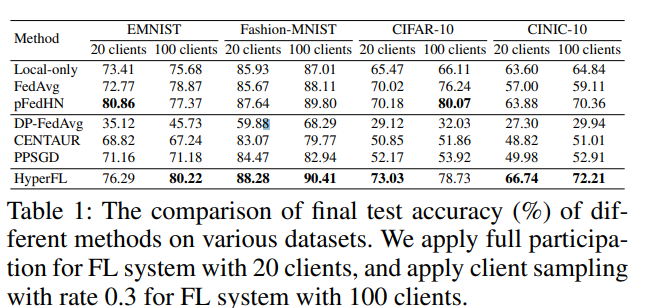 Method EMNIST Fashion-MNIST CIFAR-10 CINIC-10
20 clients 100 clients 20 clients 100 clients 20 clients 100 clients 20 clients 100 clients
Local-only 73.41 75.68 85.93 87.01 65.47 66.11 63.60 64.84
FedAvg 72.77 78.87 85.67 88.11 70.02 76.24 57.00 59.11
pFedHN 80.86 77.37 87.64 89.80 70.18 80.07 63.88 70.36
DP-FedAvg 35.12 45.73 59.88 68.29 29.12 32.03 27.30 29.94
CENTAUR 68.82 67.24 83.07 79.77 50.85 51.86 48.82 51.01
PPSGD 71.16 71.18 84.47 82.94 52.17 53.92 49.98 52.91
HyperFL 76.29 80.22 88.28 90.41 73.03 78.73 66.74 72.21
Table 1: The comparison of final test accuracy (%) of dif-
ferent methods on various datasets. We apply full participa-
tion for FL system with 20 clients, and apply client sampling
with rate 0.3 for FL system with 100 clients.